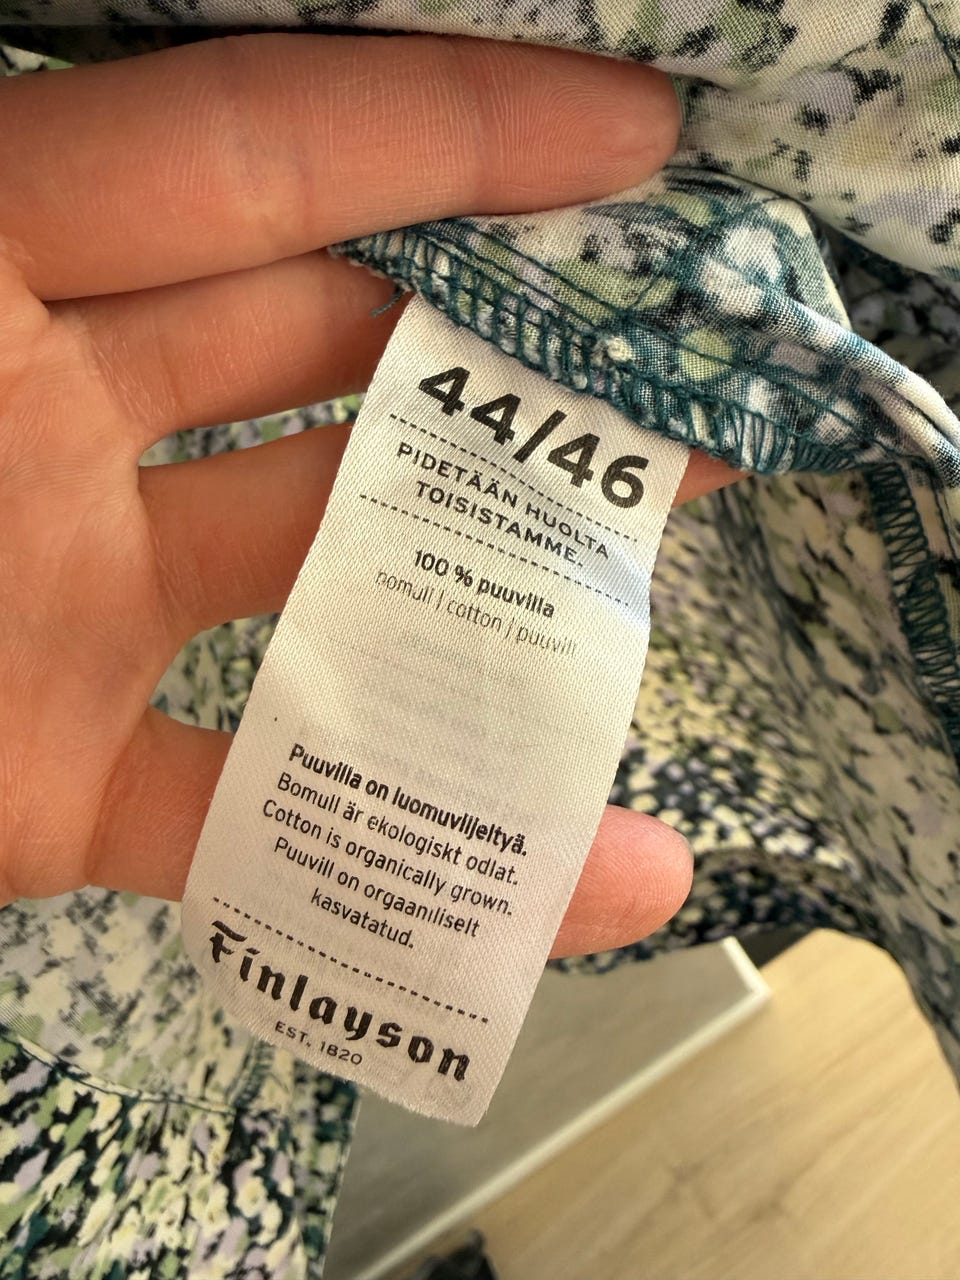 44/46
PIDETÄÄN HUOLTA
TOISISTAMME.
100 % puuvilla
bomull | cotton | puuvill
Puuvilla on luomuviljeltyä.
Bomull är ekologiskt odlat.
Cotton is organically grown.
Puuvill on orgaaniliselt
kasvatatud.
Finlayson
EST. 1820